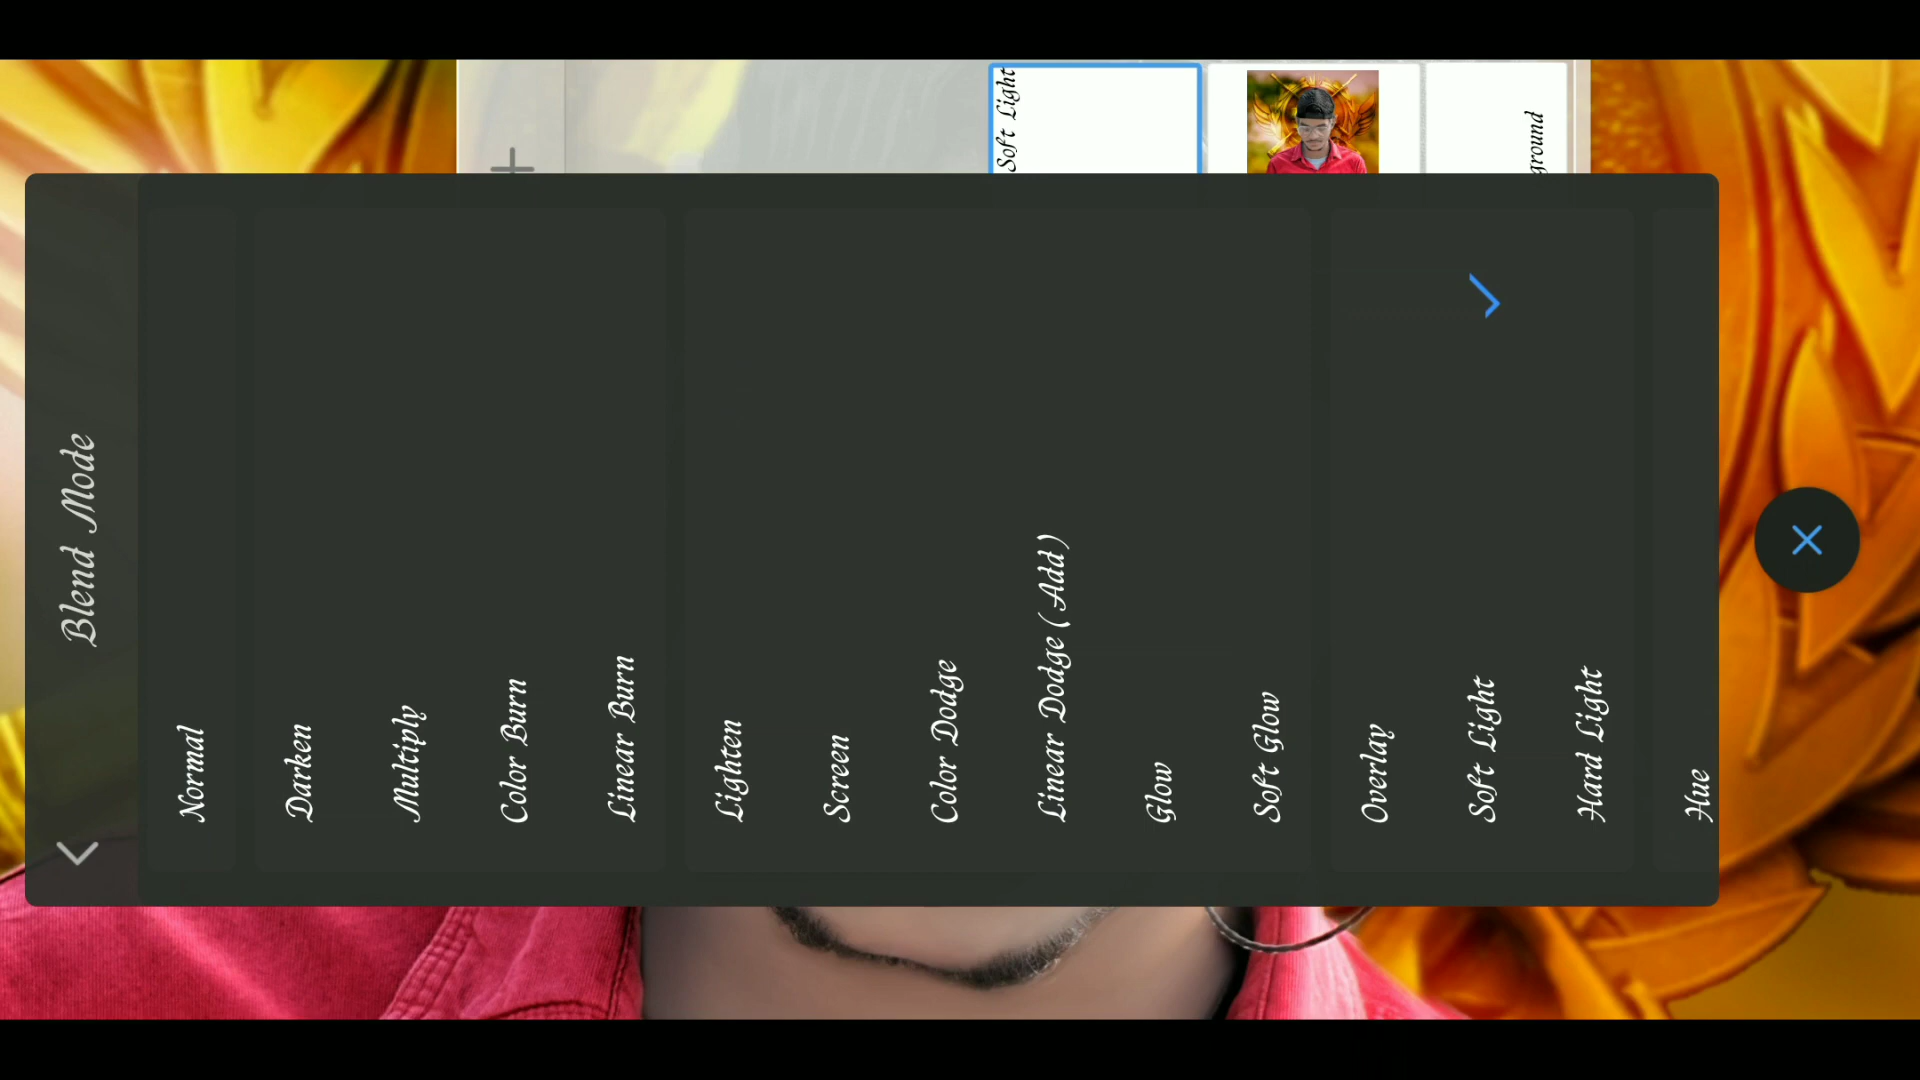 Blend Mode
Normal
Darken
Multiply
Color Burn
Linear Burn
Lighten
Screen
Color Dodge
Linear Dodge (Add)
Glow
Soft Glow
Overlay
Soft Light
Hard Light
Hue
Soft Light
ground